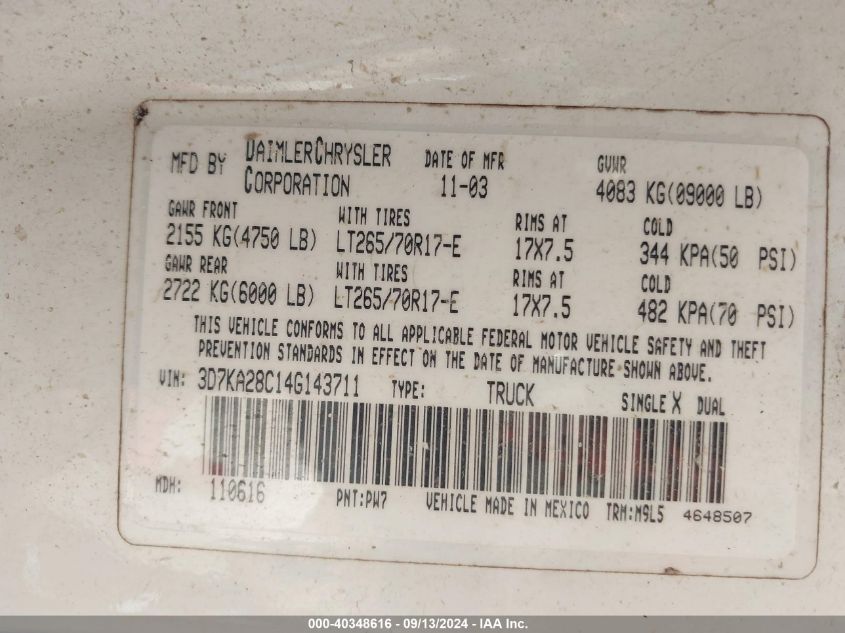 MFD BY DAIMLERCHRYSLER CORPORATION DATE OF MFR 11-03 GVWR 4083 KG(09000 LB)
GAWR FRONT WITH TIRES RIMS AT COLD
2155 KG(4750 LB) LT265/70R17-E 17X7.5 344 KPA(50 PSI)
GAWR REAR WITH TIRES RIMS AT COLD
2722 KG(6000 LB) LT265/70R17-E 17X7.5 482 KPA(70 PSI)
THIS VEHICLE CONFORMS TO ALL APPLICABLE FEDERAL MOTOR VEHICLE SAFETY AND THEFT
PREVENTION STANDARDS IN EFFECT ON THE DATE OF MANUFACTURE SHOWN ABOVE.
VIN: 3D7KA28C14G143711 TYPE: TRUCK SINGLE X DUAL
MDH: 110616 PNT:PW7 VEHICLE MADE IN MEXICO TRM:M9L5 4648507
000-40348616 - 09/13/2024 - IAA Inc.